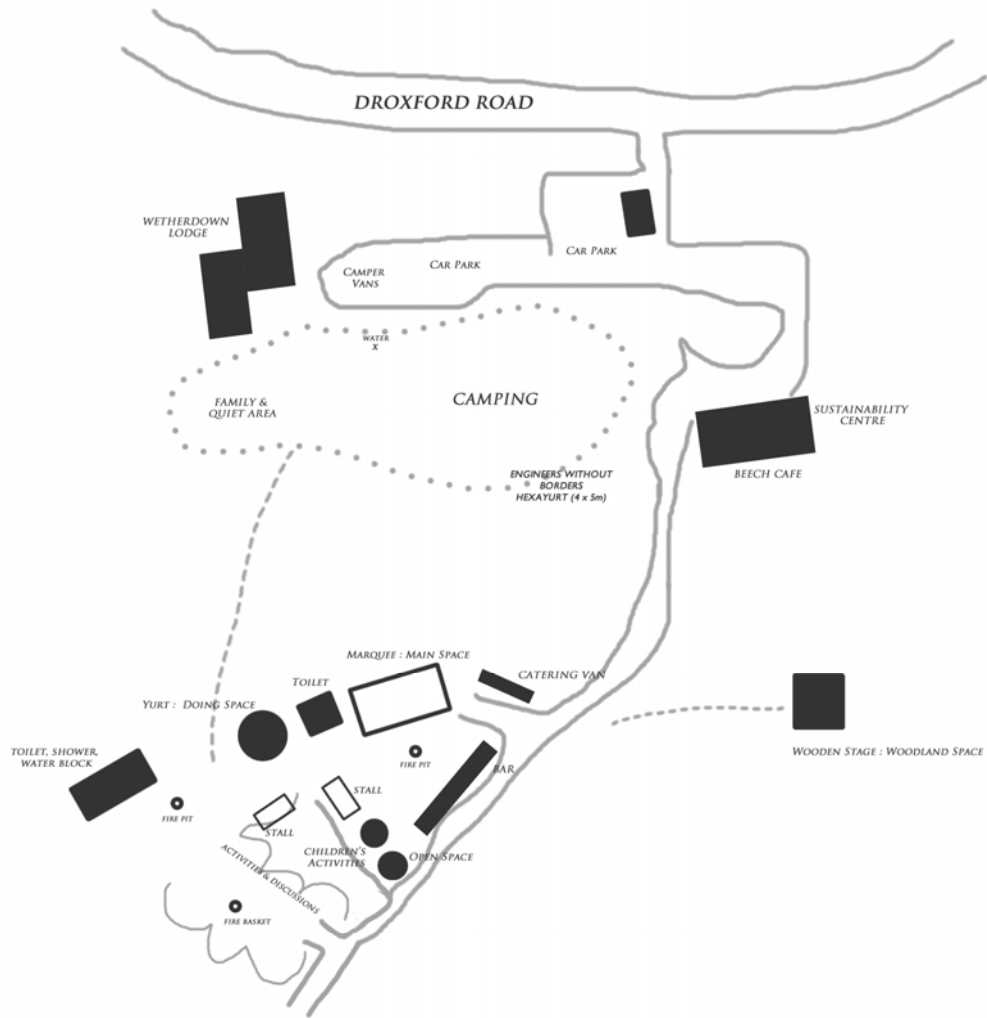 DROXFORD ROAD
WETHERDOWN
LODGE
CAMPER
VANS
CAR PARK
CAR PARK
WATER
X
FAMILY &
QUIET AREA
CAMPING
SUSTAINABILITY
CENTRE
BEECH CAFE
ENGINEERS WITHOUT
BORDERS
HEXAYURT (4 x 5m)
MARQUEE : MAIN SPACE
CATERING VAN
TOILET
YURT : DOING SPACE
TOILET, SHOWER,
WATER BLOCK
WOODEN STAGE : WOODLAND SPACE
FIRE PIT
BAR
STALL
FIRE PIT
STALL
CHILDREN'S
ACTIVITIES
OPEN SPACE
ACTIVITIES & DISCUSSIONS
FIRE BASKET